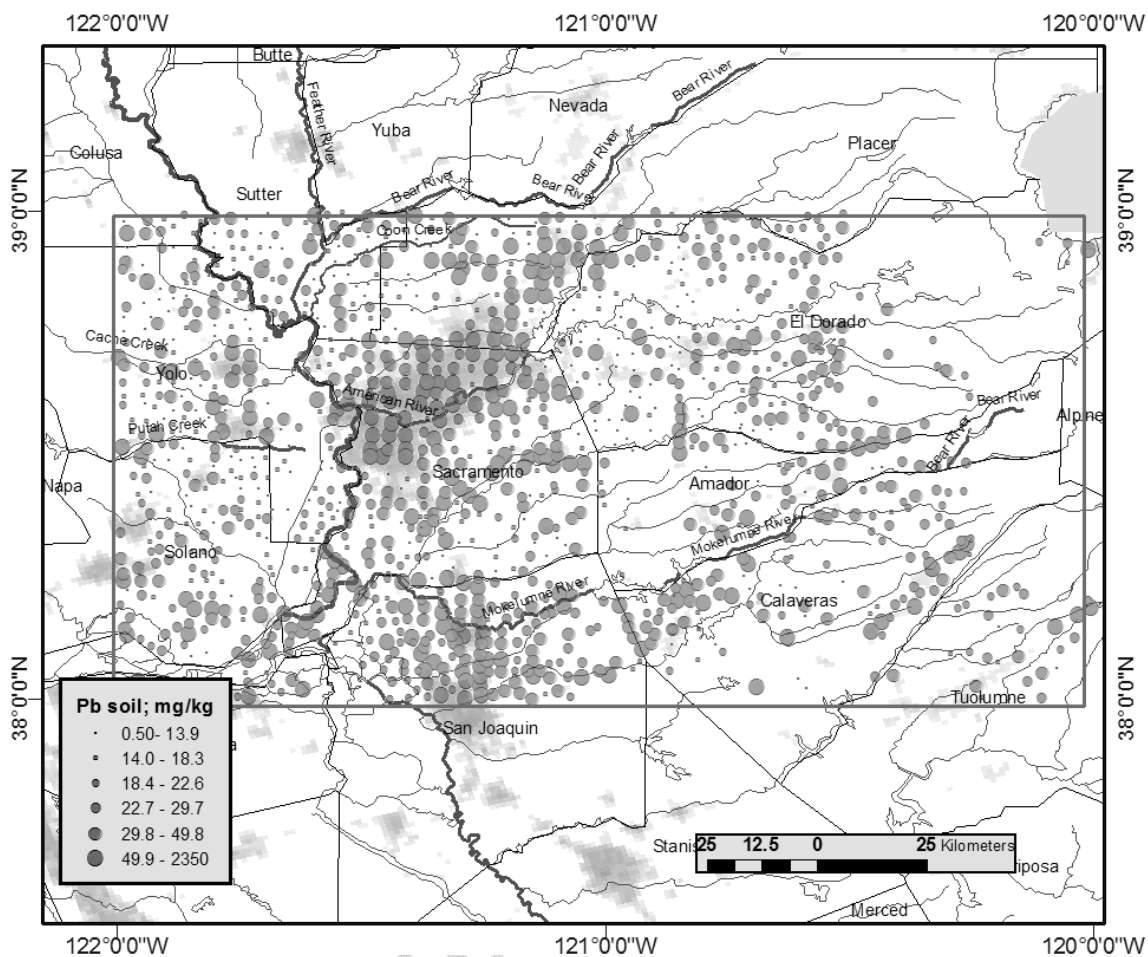 122°0'0"W 121°0'0"W 120°0'0"W
Butte
Feather River
Nevada
Bear River
Yuba
Colusa
Placer
Bear River
Sutter
Bear River
Bear River
39°0'0"N
39°0'0"N
Coon Creek
El Dorado
Cache Creek
Yolo
American River
Bear River
Putah Creek
Alpine
Bear River
Sacramento
Napa
Amador
Mokelumne River
Solano
Mokelumne River
Calaveras
38°0'0"N
38°0'0"N
Tuolumne
San Joaquin
Pb soil; mg/kg
0.50- 13.9
14.0 - 18.3
18.4 - 22.6
22.7 - 29.7
29.8 - 49.8
49.9 - 2350
a
Stanis
25 12.5 0 25 Kilometers
riposa
Merced
122°0'0"W 121°0'0"W 120°0'0"W